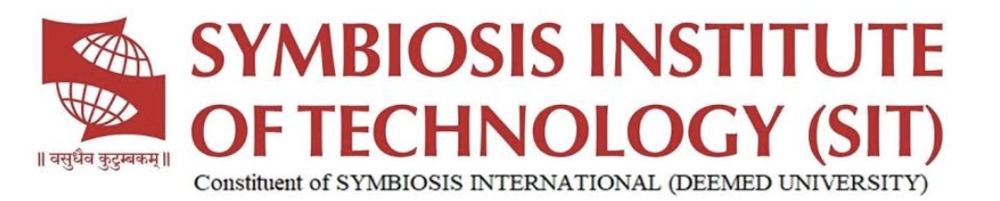 SYMBIOSIS INSTITUTE
OF TECHNOLOGY (SIT)
॥ वसुधैव कुटुम्बकम् ॥
Constituent of SYMBIOSIS INTERNATIONAL (DEEMED UNIVERSITY)